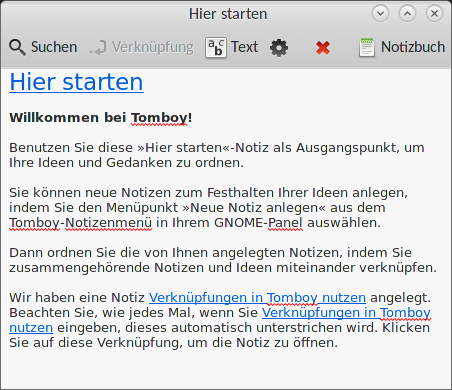 Hier starten
Suchen Verknüpfung Text Notizbuch
Hier starten
Willkommen bei Tomboy!
Benutzen Sie diese »Hier starten«-Notiz als Ausgangspunkt, um
Ihre Ideen und Gedanken zu ordnen.
Sie können neue Notizen zum Festhalten Ihrer Ideen anlegen,
indem Sie den Menüpunkt »Neue Notiz anlegen« aus dem
Tomboy-Notizenmenü in Ihrem GNOME-Panel auswählen.
Dann ordnen Sie die von Ihnen angelegten Notizen, indem Sie
zusammengehörende Notizen und Ideen miteinander verknüpfen.
Wir haben eine Notiz Verknüpfungen in Tomboy nutzen angelegt.
Beachten Sie, wie jedes Mal, wenn Sie Verknüpfungen in Tomboy
nutzen eingeben, dieses automatisch unterstrichen wird. Klicken
Sie auf diese Verknüpfung, um die Notiz zu öffnen.